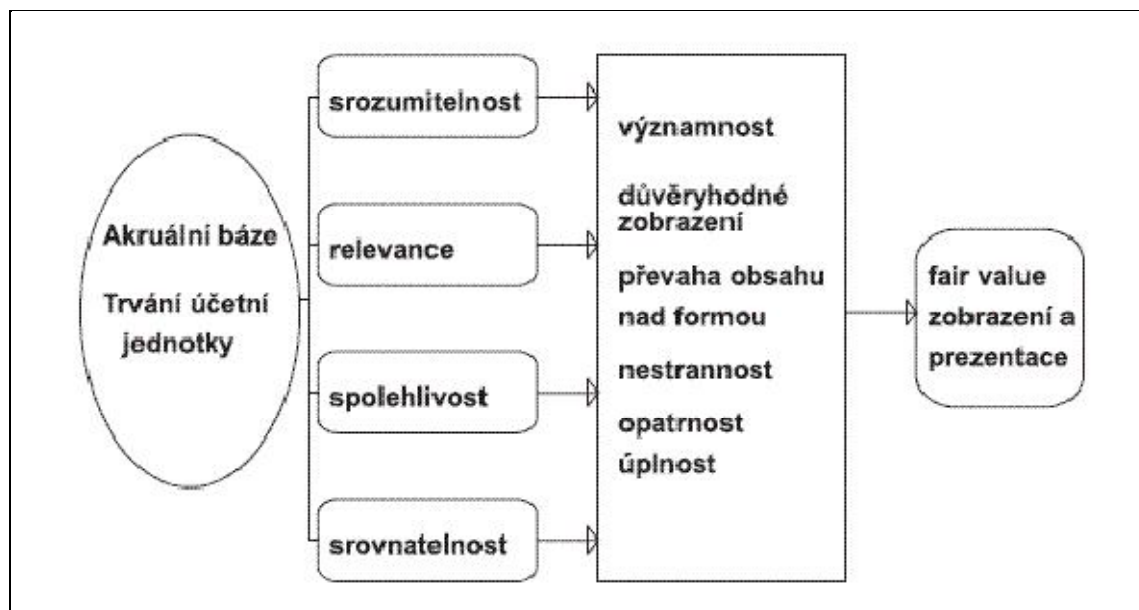 Akruální báze
Trvání účetní
jednotky
srozumitelnost
relevance
spolehlivost
srovnatelnost
významnost
důvěryhodné
zobrazení
převaha obsahu
nad formou
nestrannost
opatrnost
úplnost
fair value
zobrazení a
prezentace